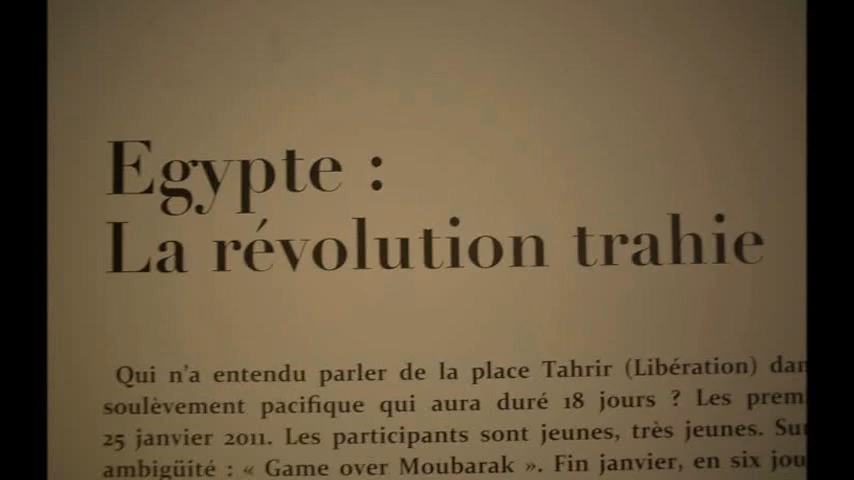 Egypte :
La révolution trahie
Qui n'a entendu parler de la place Tahrir (Libération)
soulèvement pacifique qui aura duré 18 jours ? Les
25 janvier 2011. Les participants sont jeunes, très jeunes.
ambigüité : « Game over Moubarak ». Fin janvier, en six